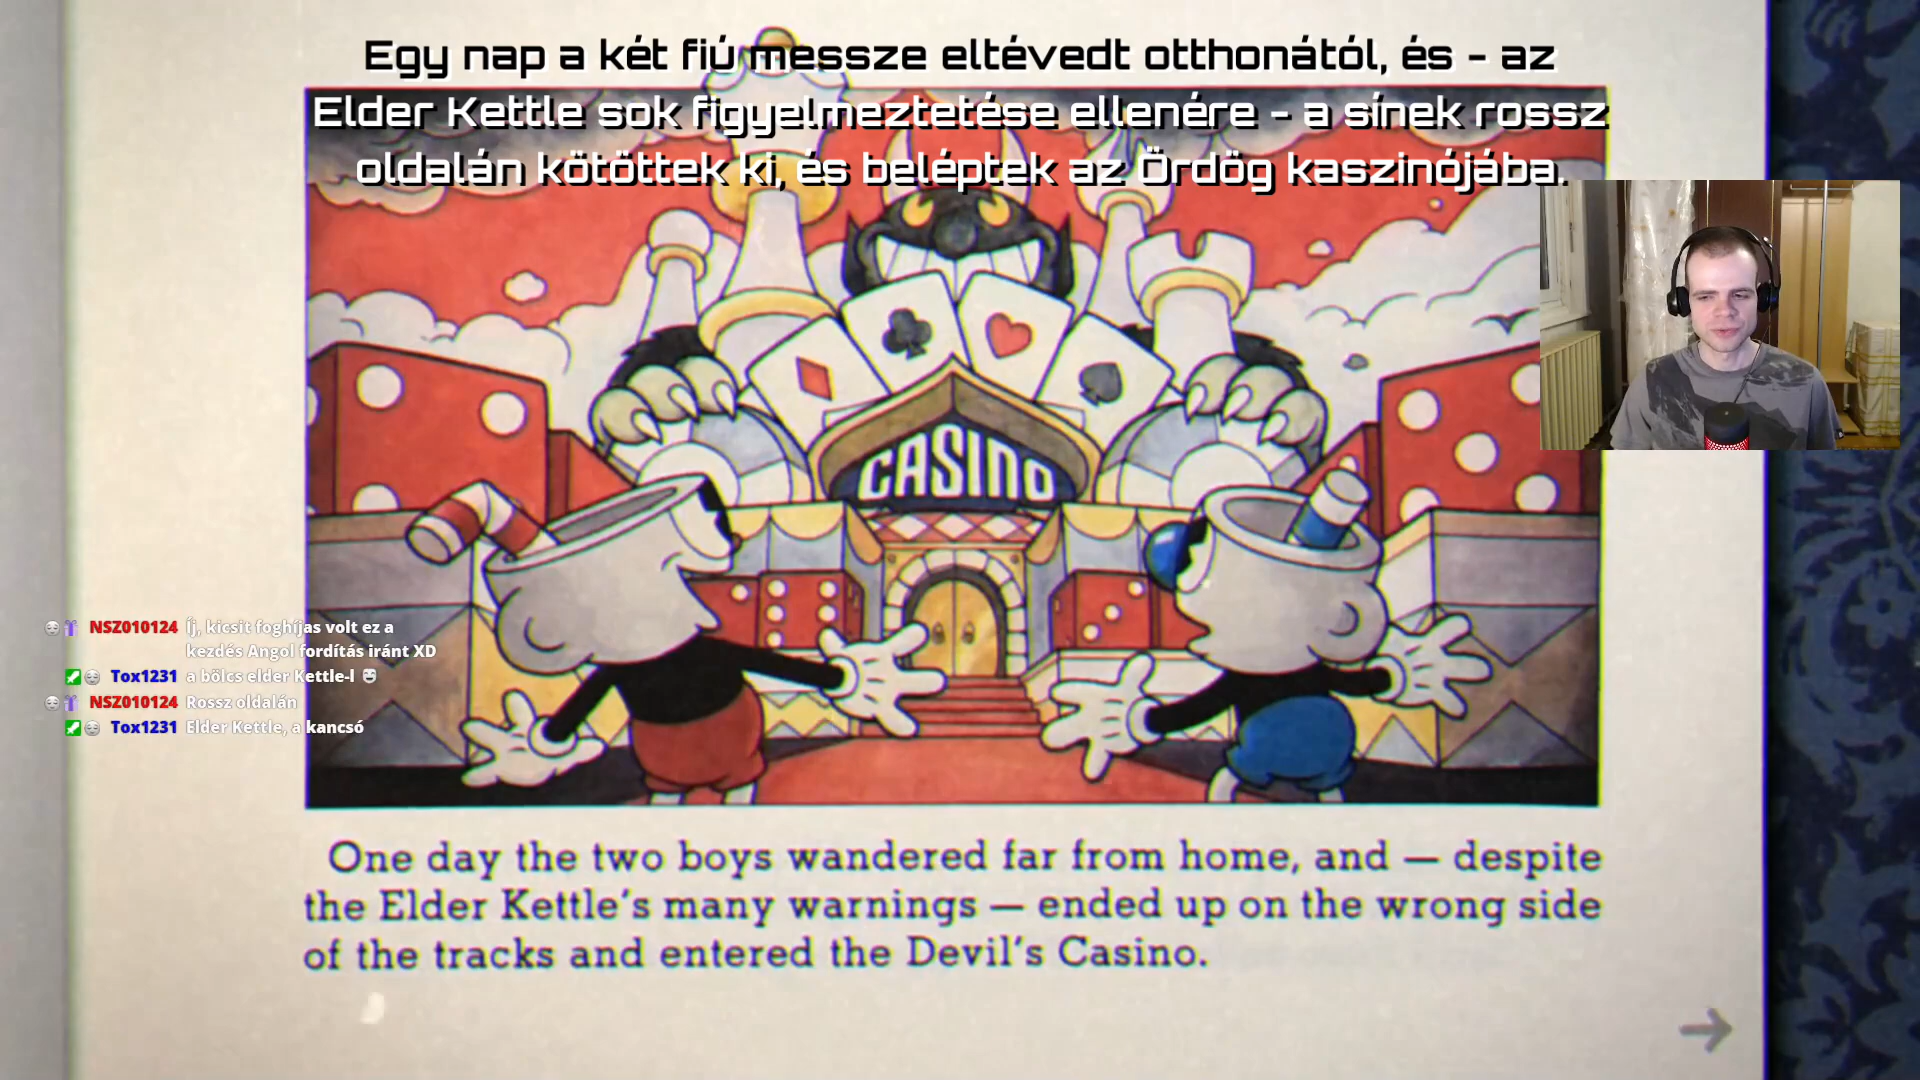 Egy nap a két fiú messze eltévedt otthonától, és - az
Elder Kettle sok figyelmeztetése ellenére - a sínek rossz
oldalán kötöttek ki, és beléptek az Ördög kaszinójába.
CASINO
NSZ010124 Íj, kicsit foghíjas volt ez a
kezdés Angol fordítás iránt XD
Tox1231 a bölcs elder Kettle-l
NSZ010124 Rossz oldalán
Tox1231 Elder Kettle, a kancsó
One day the two boys wandered far from home, and — despite
the Elder Kettle's many warnings — ended up on the wrong side
of the tracks and entered the Devil's Casino.